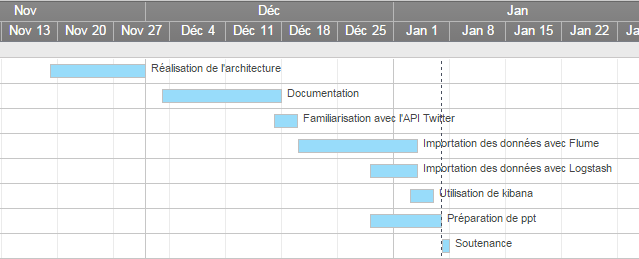 Nov Déc Jan
Nov 13 Nov 20 Nov 27 Déc 4 Déc 11 Déc 18 Déc 25 Jan 1 Jan 8 Jan 15 Jan 22 Ja
Réalisation de l'architecture
Documentation
Familiarisation avec l'API Twitter
Importation des données avec Flume
Importation des données avec Logstash
Utilisation de kibana
Préparation de ppt
Soutenance